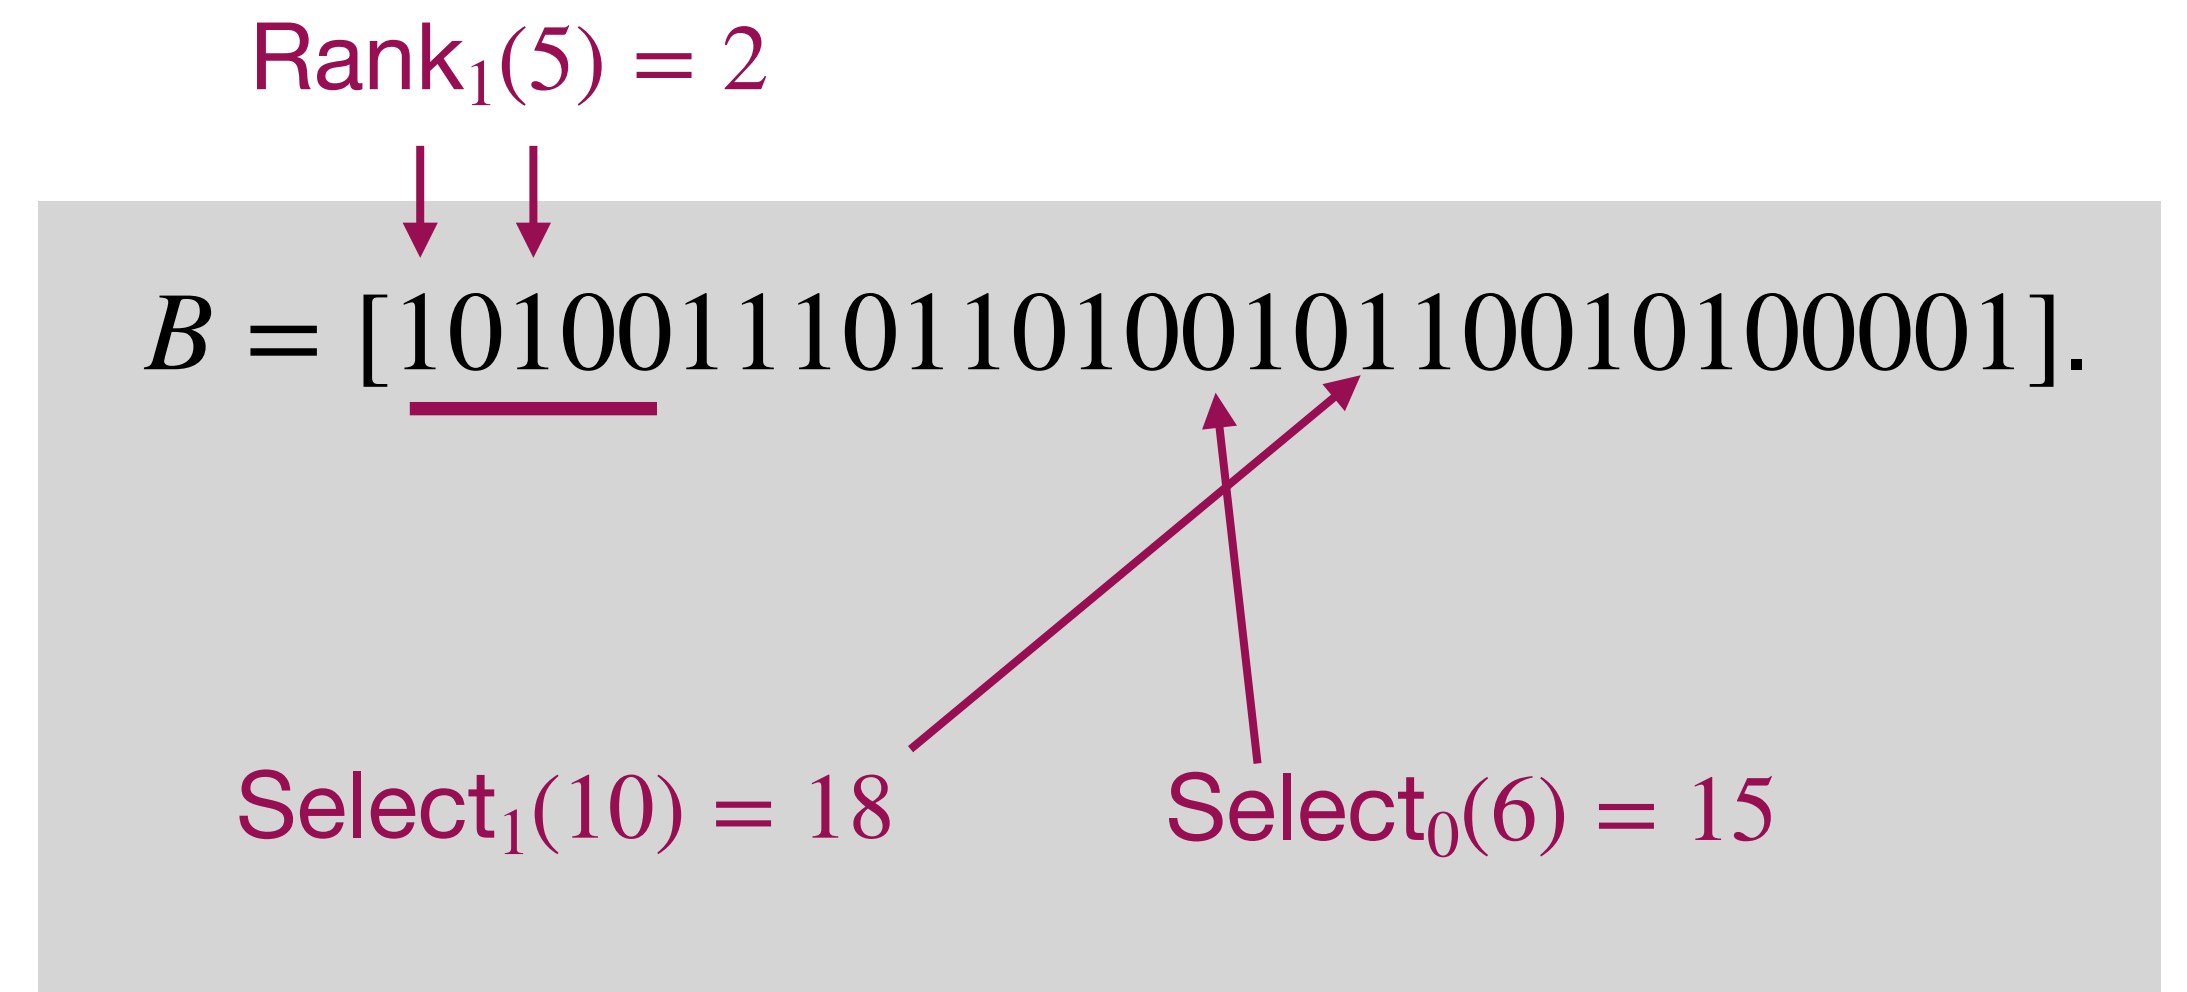 Rank₁(5) = 2
B = [10100111011010010110010100001].
Select₁(10) = 18
Select₀(6) = 15